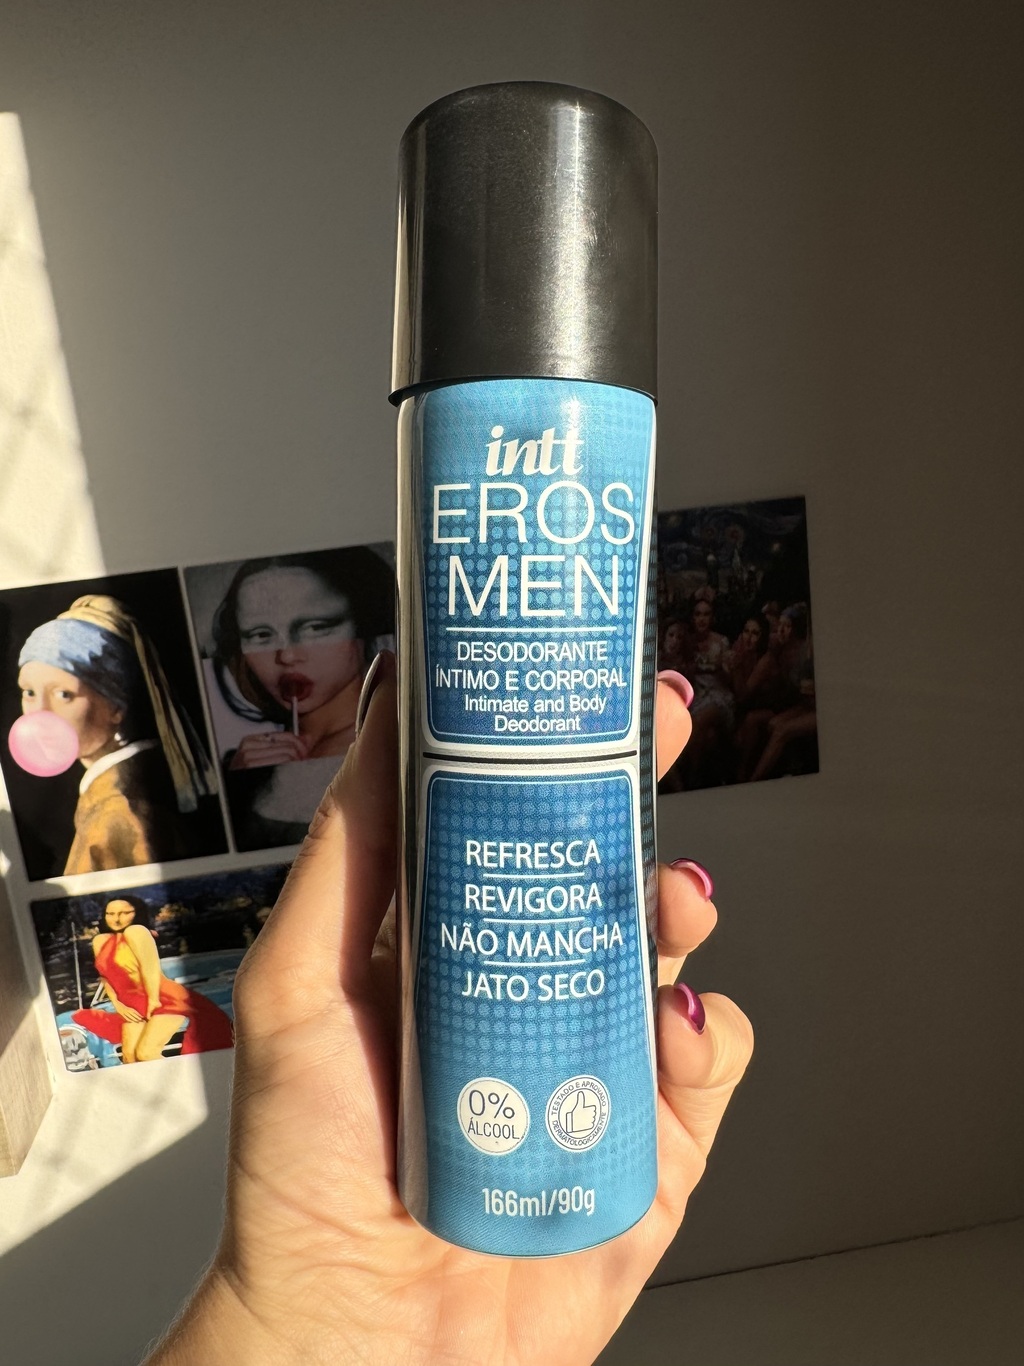 intt
EROS
MEN
DESODORANTE
ÍNTIMO E CORPORAL
Intimate and Body
Deodorant
REFRESCA
REVIGORA
NÃO MANCHA
JATO SECO
0%
ÁLCOOL
TESTADO E APROVADO
DERMATOLOGICAMENTE
166ml/90g